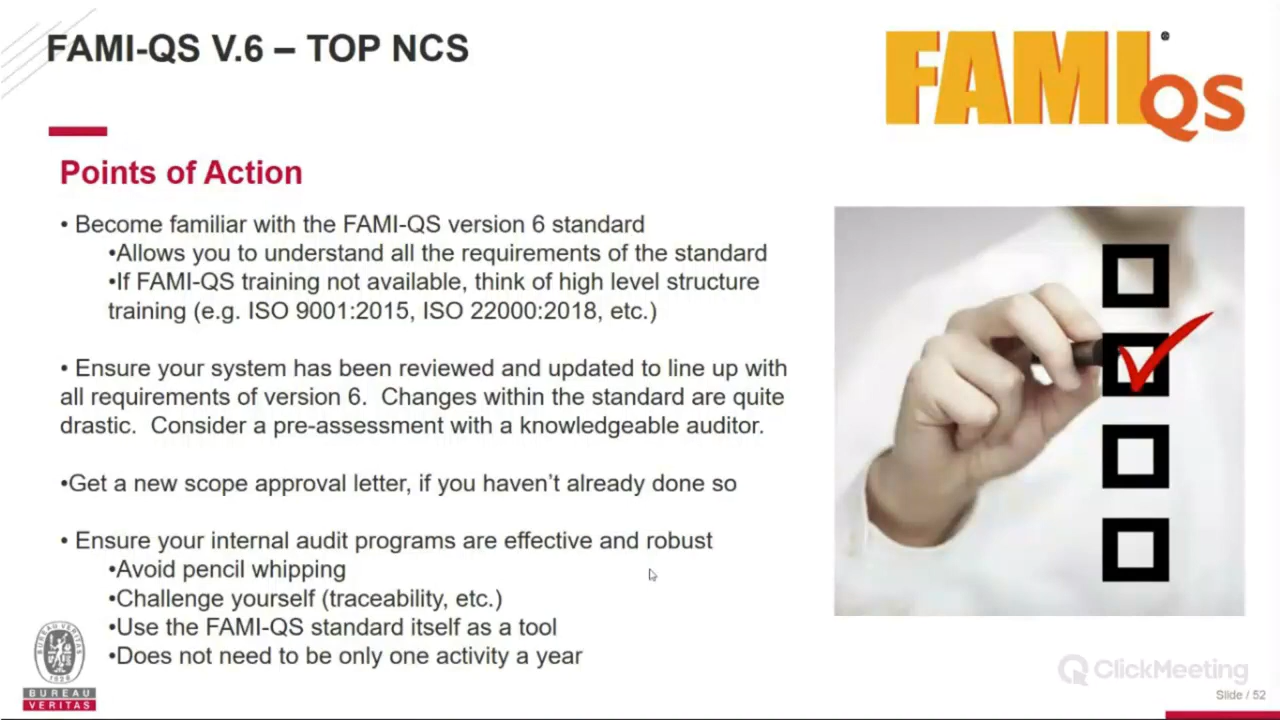 FAMI-QS V.6 – TOP NCS
FAMI QS
®
Points of Action
• Become familiar with the FAMI-QS version 6 standard
•Allows you to understand all the requirements of the standard
•If FAMI-QS training not available, think of high level structure
training (e.g. ISO 9001:2015, ISO 22000:2018, etc.)
• Ensure your system has been reviewed and updated to line up with
all requirements of version 6.  Changes within the standard are quite
drastic.  Consider a pre-assessment with a knowledgeable auditor.
•Get a new scope approval letter, if you haven't already done so
• Ensure your internal audit programs are effective and robust
•Avoid pencil whipping
•Challenge yourself (traceability, etc.)
•Use the FAMI-QS standard itself as a tool
•Does not need to be only one activity a year
BUREAU VERITAS
1828
BUREAU
VERITAS
ClickMeeting
Slide / 52